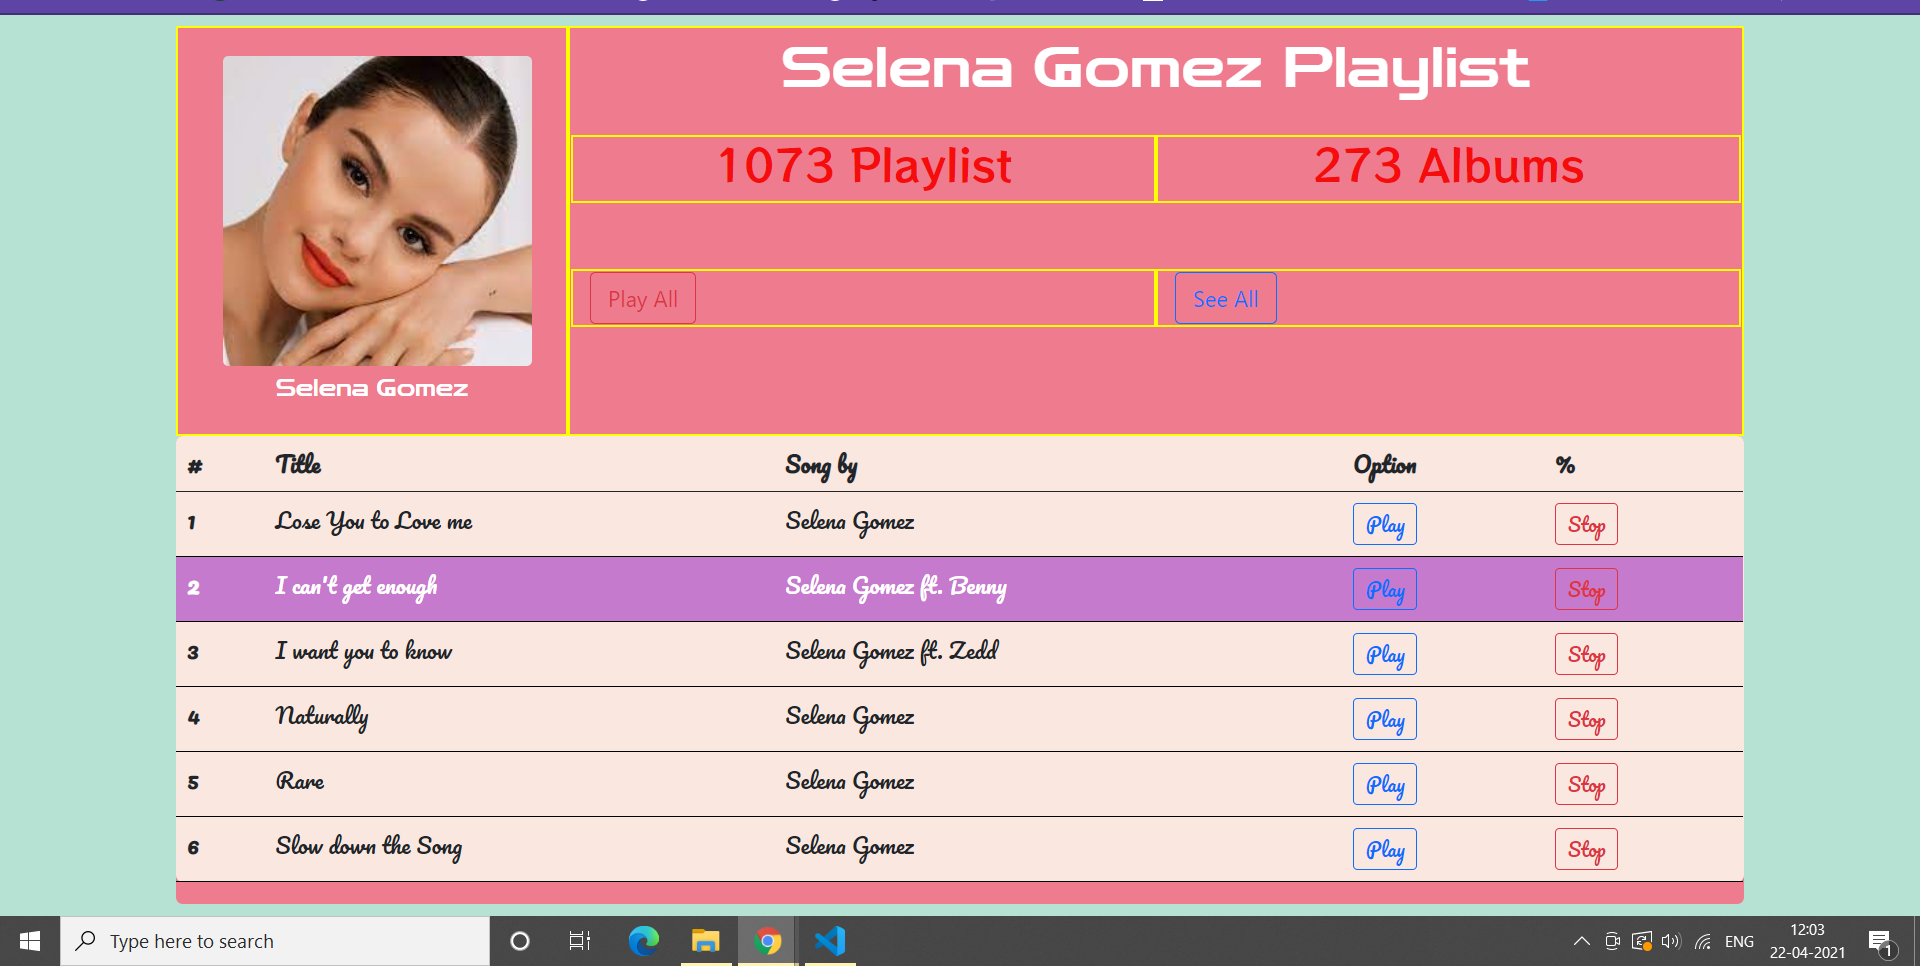 Selena Gomez Playlist
1073 Playlist 273 Albums
Play All See All
Selena Gomez
# Title Song by Option %
1 Lose You to Love me Selena Gomez Play Stop
2 I can't get enough Selena Gomez ft. Benny Play Stop
3 I want you to know Selena Gomez ft. Zedd Play Stop
4 Naturally Selena Gomez Play Stop
5 Rare Selena Gomez Play Stop
6 Slow down the Song Selena Gomez Play Stop
Type here to search
ENG
12:03
22-04-2021
1